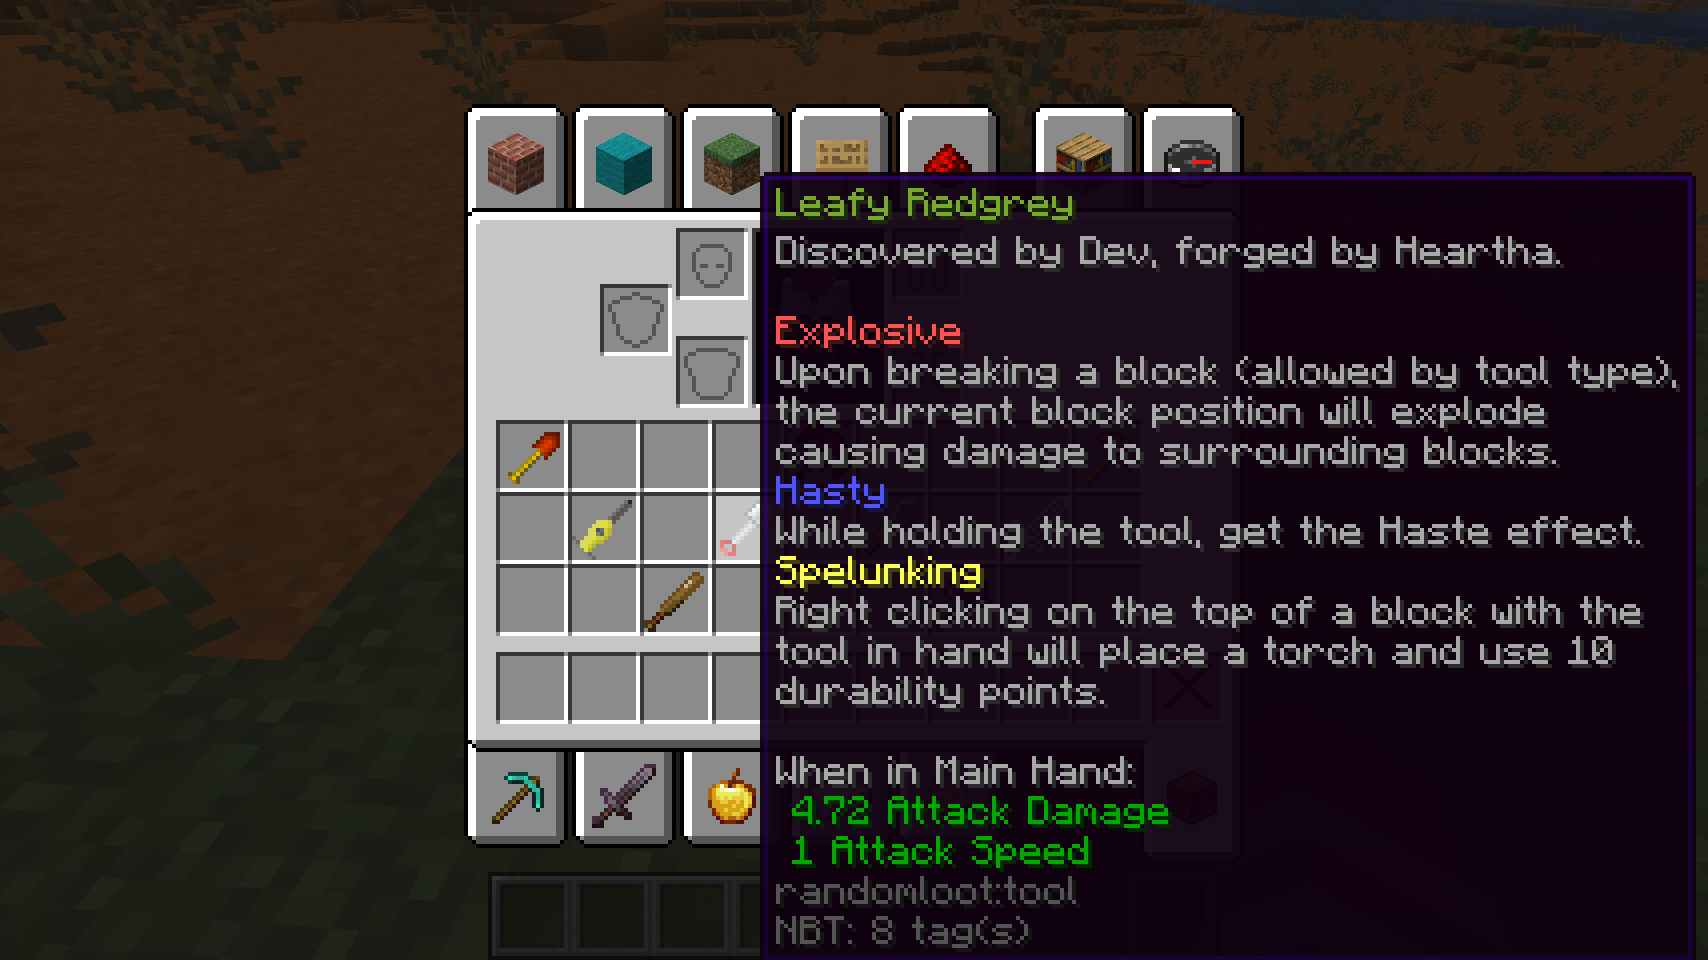 Leafy Redgrey
Discovered by Dev, forged by Heartha.
Explosive
Upon breaking a block (allowed by tool type),
the current block position will explode
causing damage to surrounding blocks.
Hasty
While holding the tool, get the Haste effect.
Spelunking
Right clicking on the top of a block with the
tool in hand will place a torch and use 10
durability points.
When in Main Hand:
4.72 Attack Damage
1 Attack Speed
randomloot:tool
NBT: 8 tag(s)